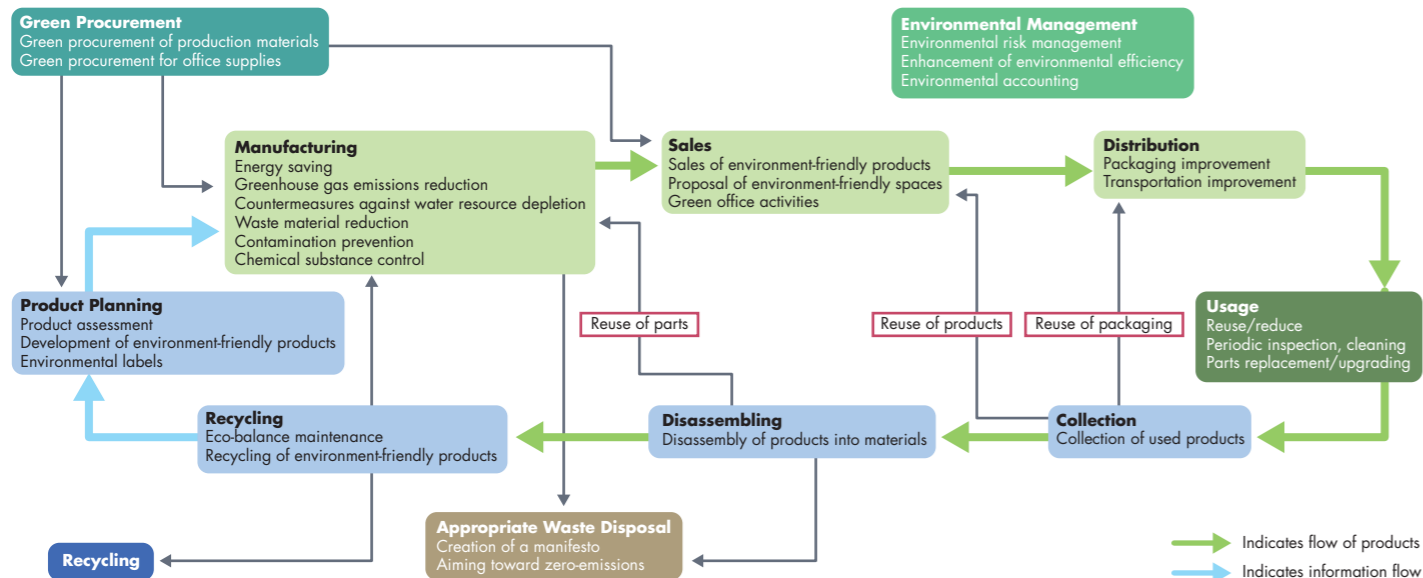 Green Procurement
Green procurement of production materials
Green procurement for office supplies
Environmental Management
Environmental risk management
Enhancement of environmental efficiency
Environmental accounting
Manufacturing
Energy saving
Greenhouse gas emissions reduction
Countermeasures against water resource depletion
Waste material reduction
Contamination prevention
Chemical substance control
Sales
Sales of environment-friendly products
Proposal of environment-friendly spaces
Green office activities
Distribution
Packaging improvement
Transportation improvement
Product Planning
Product assessment
Development of environment-friendly products
Environmental labels
Reuse of parts
Reuse of products
Reuse of packaging
Usage
Reuse/reduce
Periodic inspection, cleaning
Parts replacement/upgrading
Recycling
Eco-balance maintenance
Recycling of environment-friendly products
Disassembling
Disassembly of products into materials
Collection
Collection of used products
Appropriate Waste Disposal
Creation of a manifesto
Aiming toward zero-emissions
Recycling
Indicates flow of products
Indicates information flow